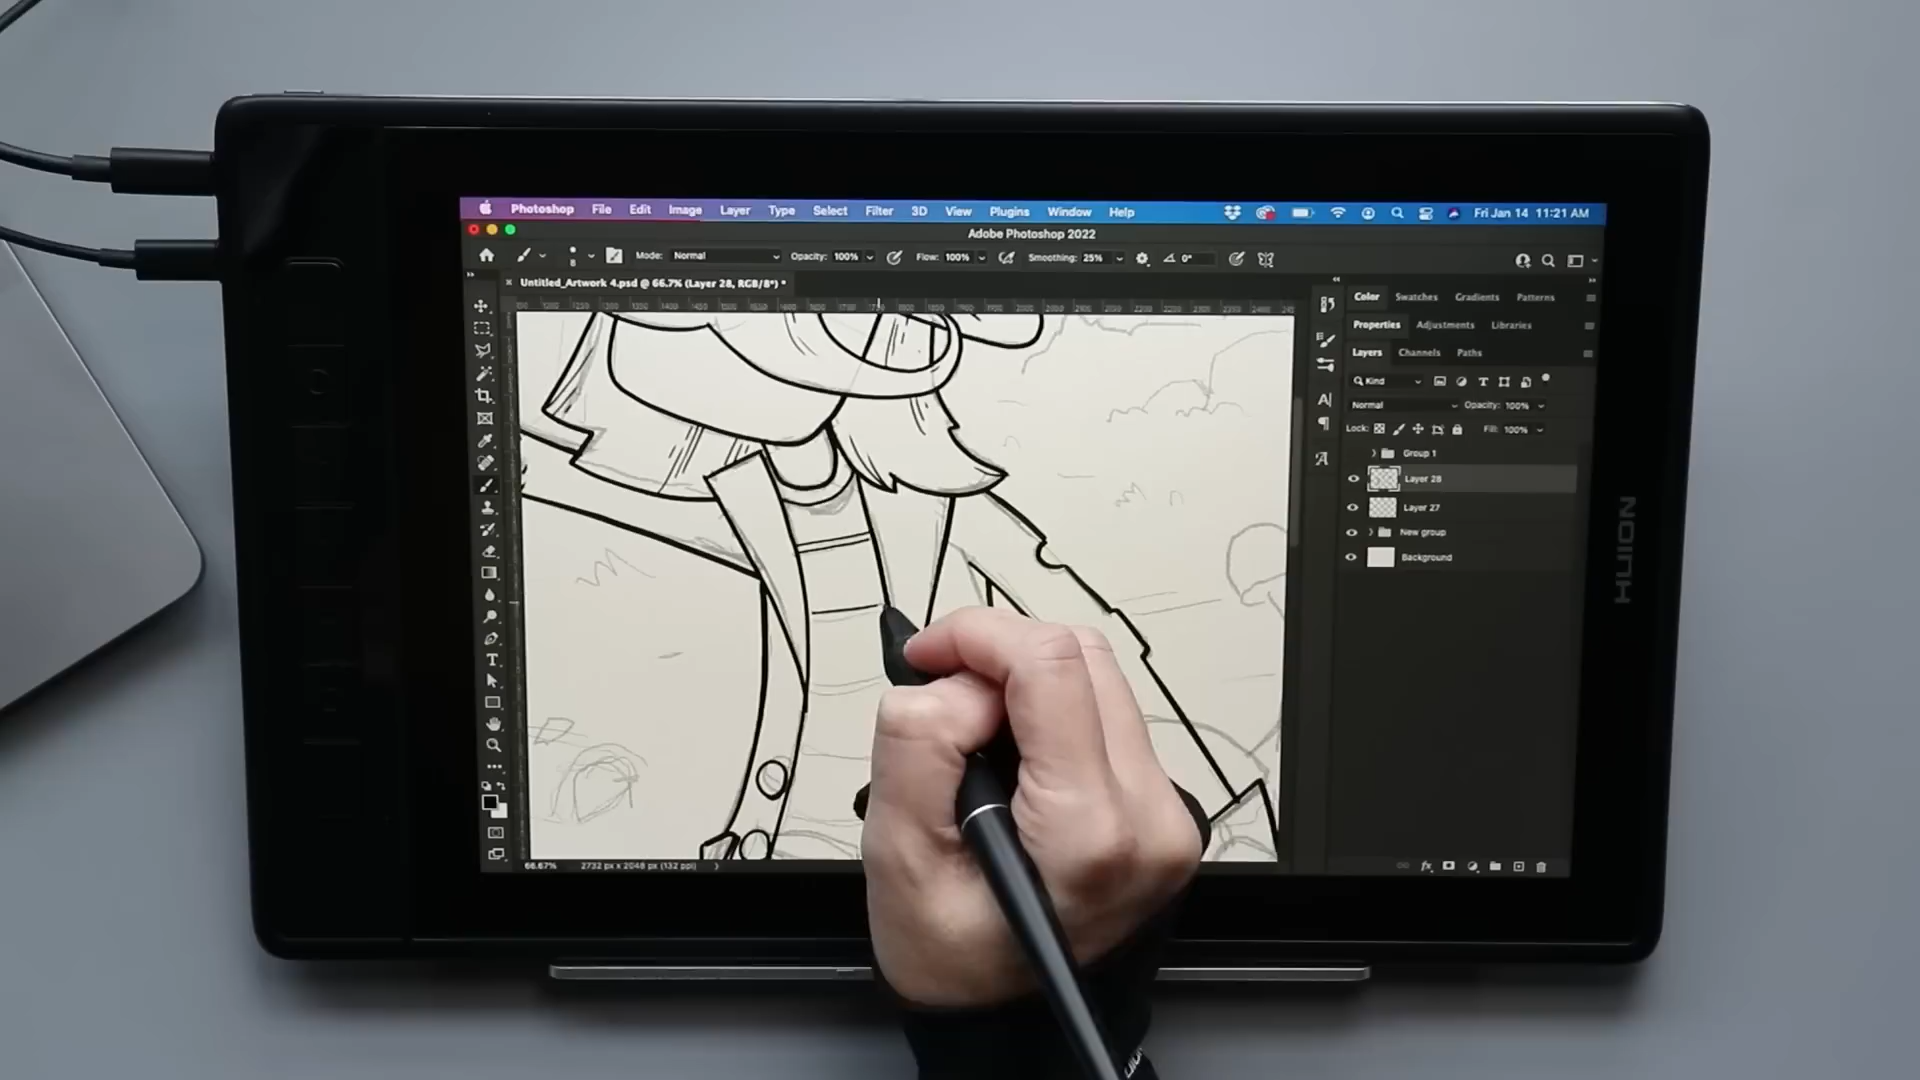 Photoshop File Edit Image Layer Type Select Filter 3D View Plugins Window Help Fri Jan 14 11:21 AM
Adobe Photoshop 2022
Mode: Normal Opacity: 100% Flow: 100% Smoothing: 25% 0°
× Untitled_Artwork 4.psd @ 66.7% (Layer 28, RGB/8*) *
Color Swatches Gradients Patterns
Properties Adjustments Libraries
Layers Channels Paths
Kind
Normal Opacity: 100%
Lock: Fill: 100%
Group 1
Layer 28
Layer 27
New group
Background
66.67% 2732 px x 2048 px (132 ppi)
HUION